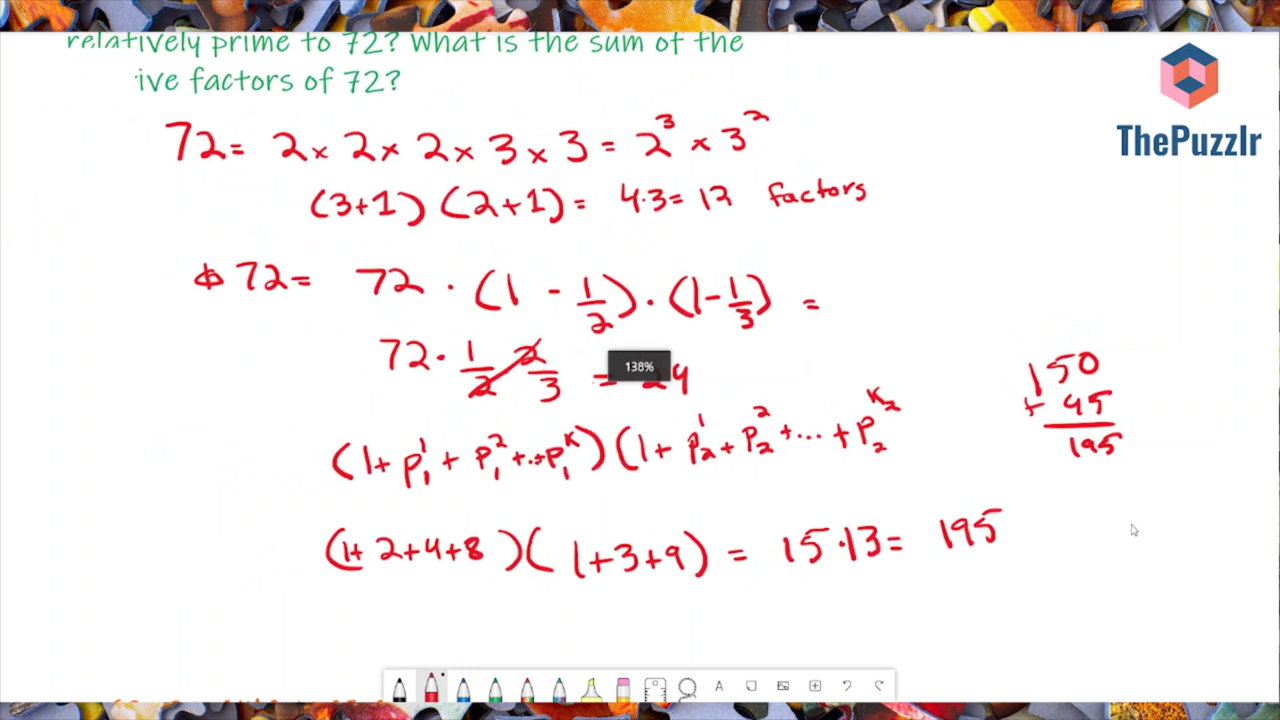 relatively prime to 72? What is the sum of the
ive factors of 72?
ThePuzzlr
72= 2 x 2 x 2 x 3 x 3 = 2³ x 3²
(3+1) (2+1) = 4·3= 12 factors
ϕ 72= 72 · (1 - 1/2) · (1 - 1/3) =
72 · 1/2 2/3 = 24
138%
150
+ 45
195
(1+ p₁¹ + p₁² +..+p₁ᴷ) (1+ p₂¹ + p₂² +... + p₂ᴷ²)
(1+ 2+4+8) (1+3+9) = 15·13= 195
A